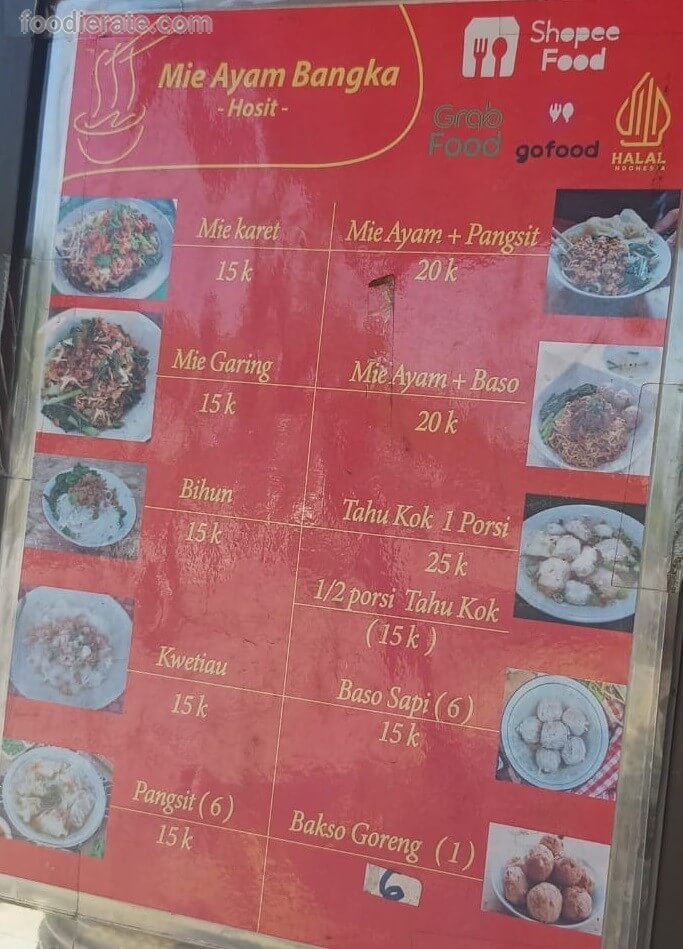 foodierate.com
Mie Ayam Bangka
- Hosit -
Shopee
Food
Grab
Food
gofood
HALAL
INDONESIA
Mie karet
15 k
Mie Garing
15 k
Bihun
15 k
Kwetiau
15 k
Pangsit ( 6 )
15 k
Mie Ayam + Pangsit
20 k
Mie Ayam + Baso
20 k
Tahu Kok 1 Porsi
25 k
1/2 porsi Tahu Kok
( 15 k )
Baso Sapi ( 6 )
15 k
Bakso Goreng ( 1 )
6